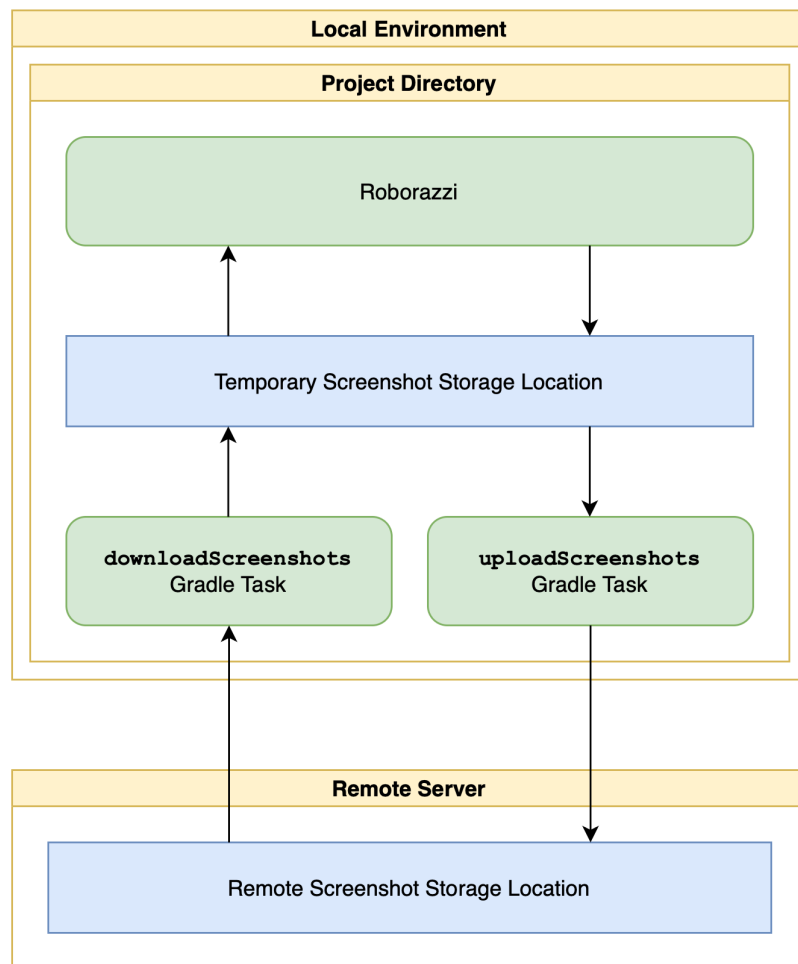 Local Environment
Project Directory
Roborazzi
Temporary Screenshot Storage Location
downloadScreenshots
Gradle Task
uploadScreenshots
Gradle Task
Remote Server
Remote Screenshot Storage Location